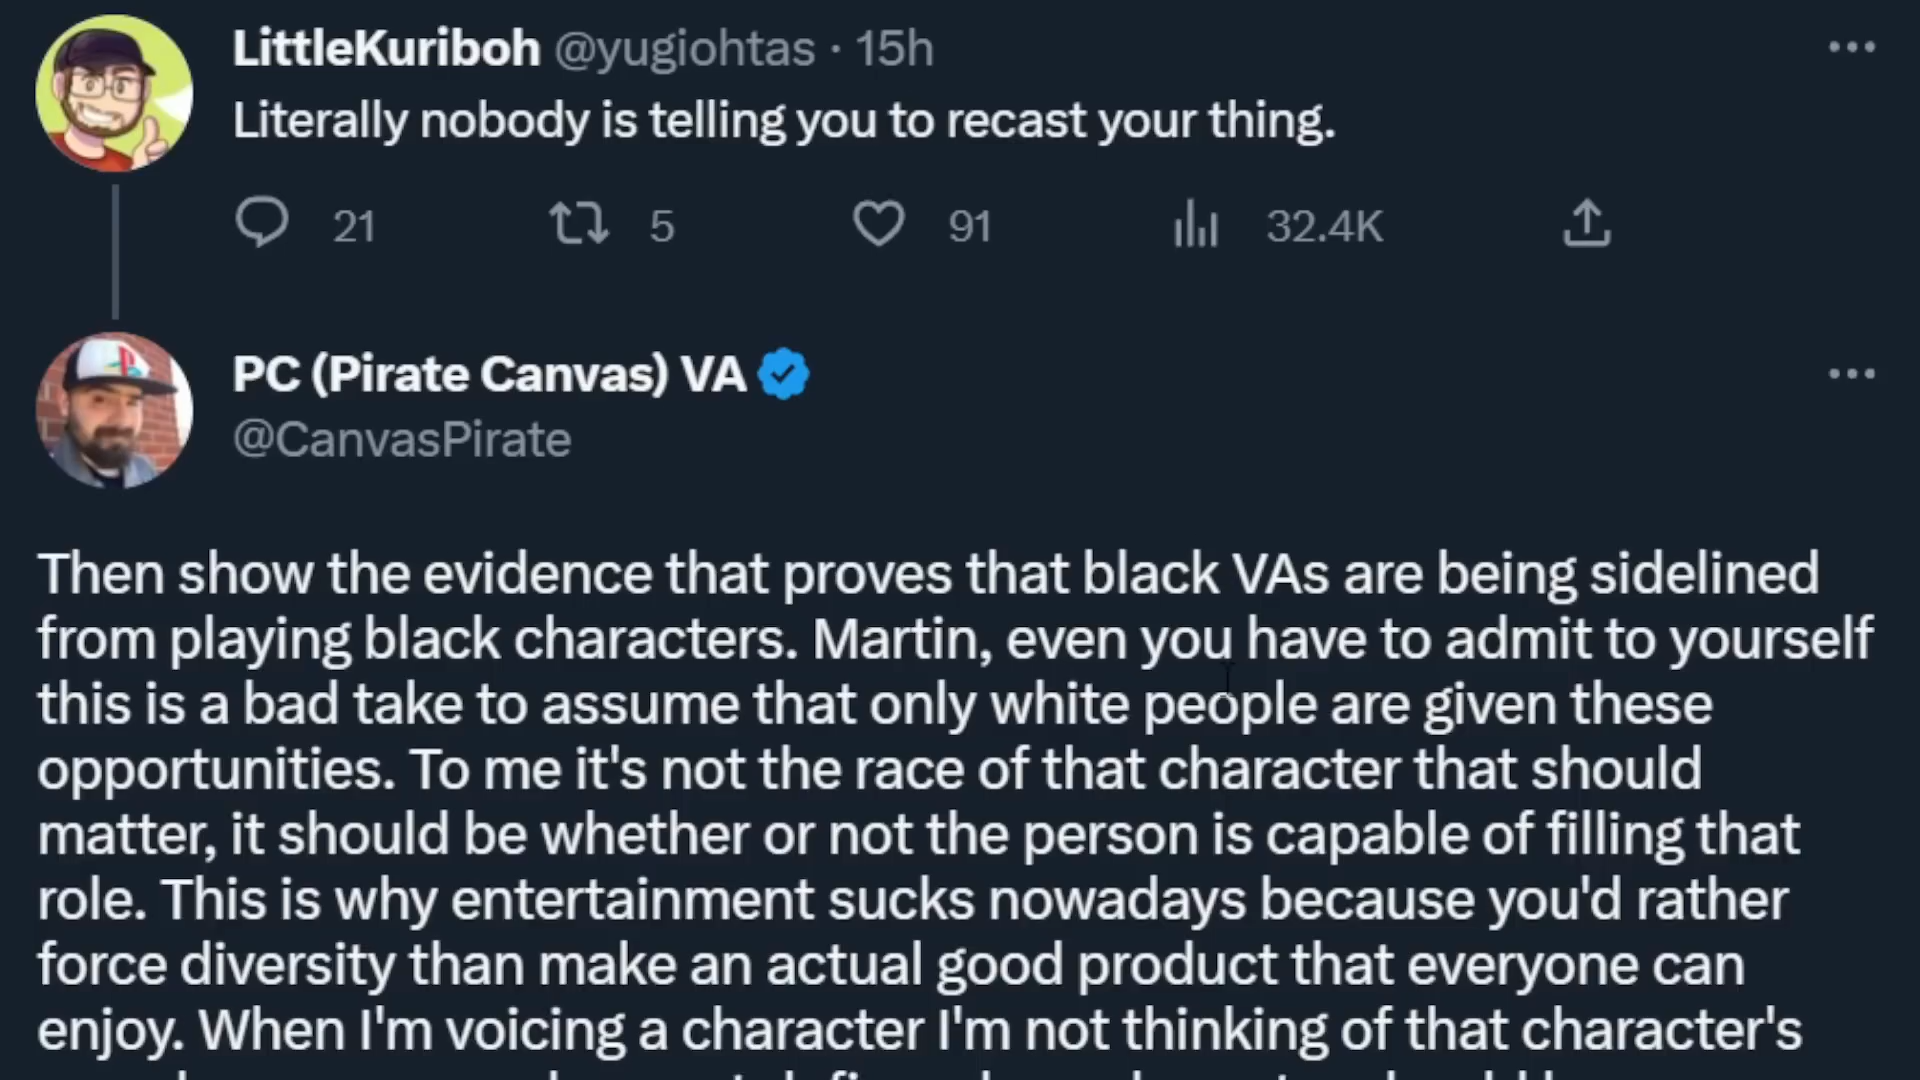 LittleKuriboh @yugiohtas · 15h
Literally nobody is telling you to recast your thing.
21 5 91 32.4K
PC (Pirate Canvas) VA
@CanvasPirate
Then show the evidence that proves that black VAs are being sidelined
from playing black characters. Martin, even you have to admit to yourself
this is a bad take to assume that only white people are given these
opportunities. To me it's not the race of that character that should
matter, it should be whether or not the person is capable of filling that
role. This is why entertainment sucks nowadays because you'd rather
force diversity than make an actual good product that everyone can
enjoy. When I'm voicing a character I'm not thinking of that character's